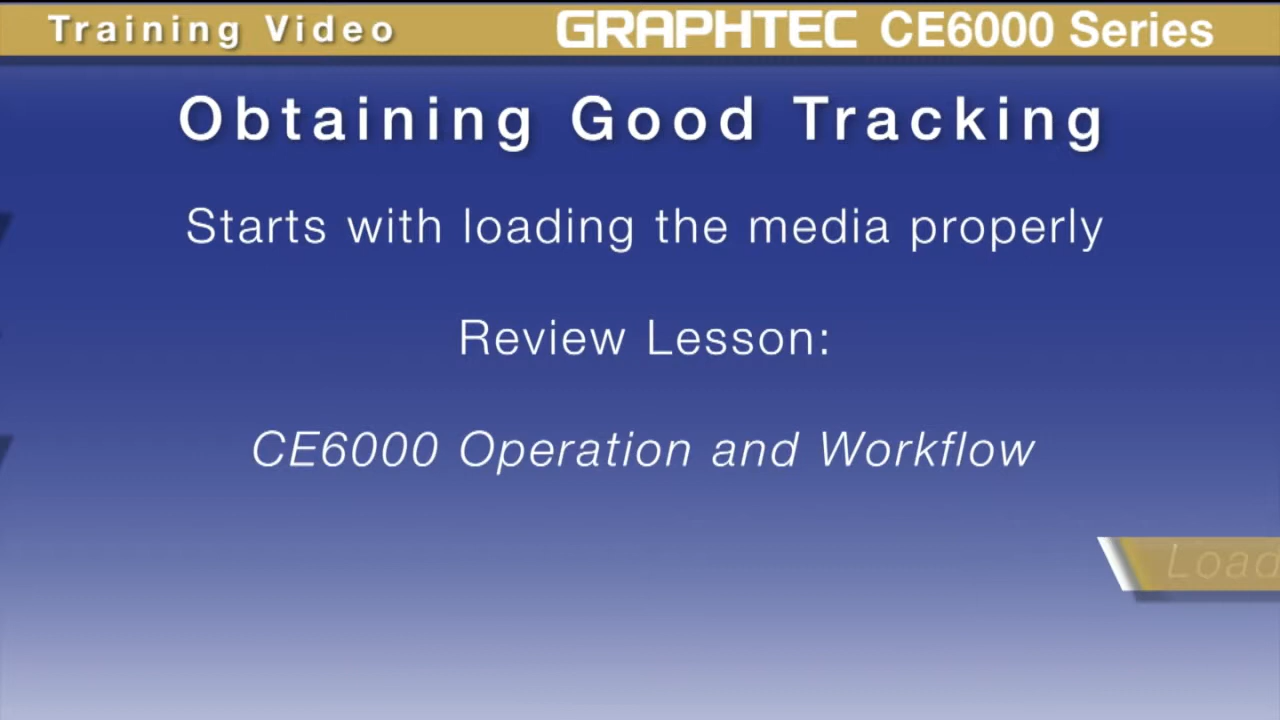 Training Video
GRAPHTEC CE6000 Series
Obtaining Good Tracking
Starts with loading the media properly
Review Lesson:
CE6000 Operation and Workflow
Load